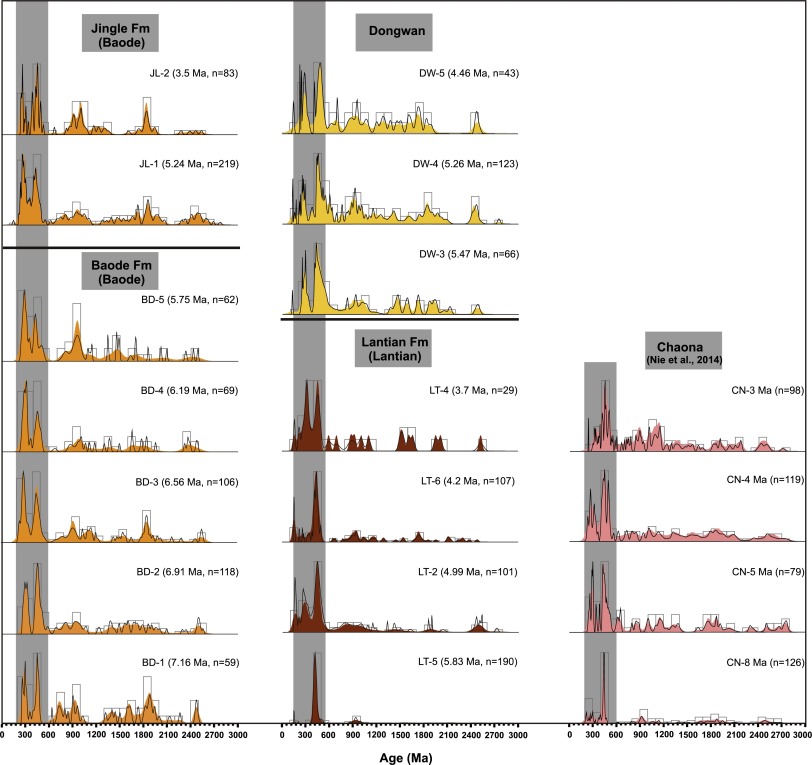 Jingle Fm
(Baode)
JL-2 (3.5 Ma, n=83)
JL-1 (5.24 Ma, n=219)
Baode Fm
(Baode)
BD-5 (5.75 Ma, n=62)
BD-4 (6.19 Ma, n=69)
BD-3 (6.56 Ma, n=106)
BD-2 (6.91 Ma, n=118)
BD-1 (7.16 Ma, n=59)
0 300 600 900 1200 1500 1800 2100 2400 2700 3000
Dongwan
DW-5 (4.46 Ma, n=43)
DW-4 (5.26 Ma, n=123)
DW-3 (5.47 Ma, n=66)
Lantian Fm
(Lantian)
LT-4 (3.7 Ma, n=29)
LT-6 (4.2 Ma, n=107)
LT-2 (4.99 Ma, n=101)
LT-5 (5.83 Ma, n=190)
0 300 600 900 1200 1500 1800 2100 2400 2700 3000
Chaona
(Nie et al., 2014)
CN-3 Ma (n=98)
CN-4 Ma (n=119)
CN-5 Ma (n=79)
CN-8 Ma (n=126)
0 300 600 900 1200 1500 1800 2100 2400 2700 3000
Age (Ma)